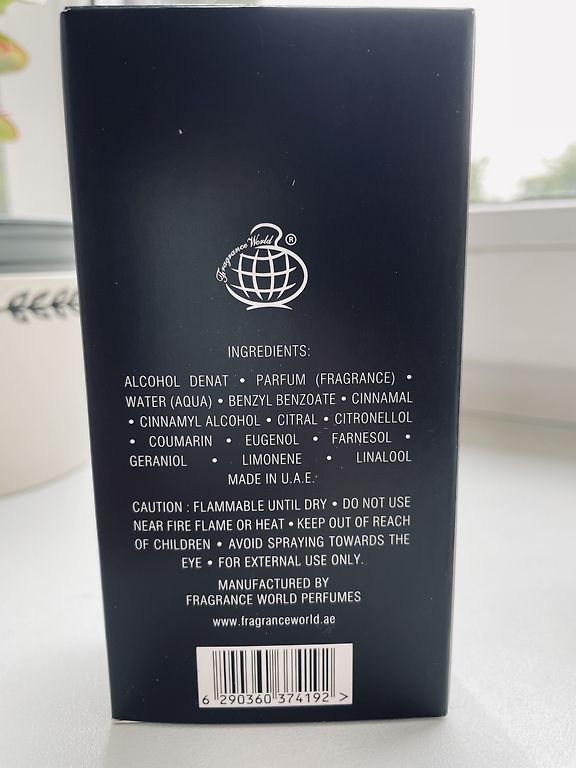 Fragrance World ®
INGREDIENTS:
ALCOHOL DENAT • PARFUM (FRAGRANCE) •
WATER (AQUA) • BENZYL BENZOATE • CINNAMAL
• CINNAMYL ALCOHOL • CITRAL • CITRONELLOL
• COUMARIN • EUGENOL • FARNESOL •
GERANIOL • LIMONENE • LINALOOL
MADE IN U.A.E.
CAUTION : FLAMMABLE UNTIL DRY • DO NOT USE
NEAR FIRE FLAME OR HEAT • KEEP OUT OF REACH
OF CHILDREN • AVOID SPRAYING TOWARDS THE
EYE • FOR EXTERNAL USE ONLY.
MANUFACTURED BY
FRAGRANCE WORLD PERFUMES
www.fragranceworld.ae
6 290360 374192 >